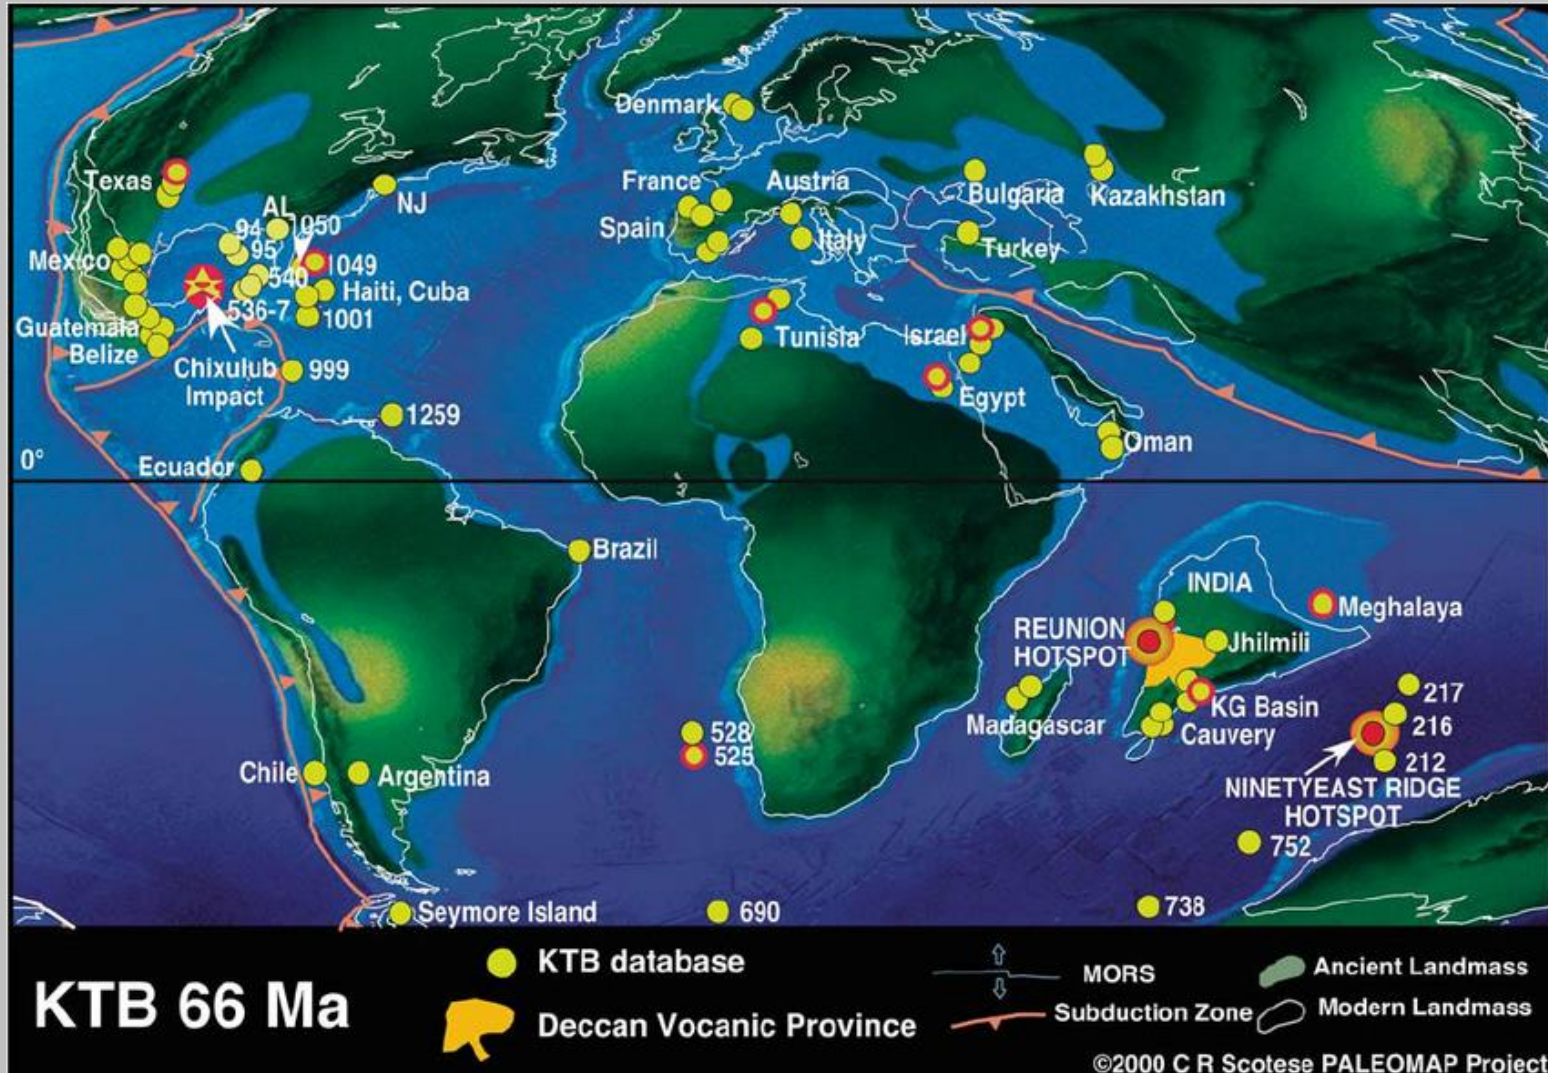 Denmark
Texas
France
Austria
Bulgaria
Kazakhstan
NJ
AL
94
1050
95
Spain
Italy
Turkey
Mexico
1049
540
Haiti, Cuba
536-7
1001
Guatemala
Belize
Tunisia
Israel
Chixulub
Impact
999
Egypt
1259
Oman
0°
Ecuador
Brazil
INDIA
Meghalaya
REUNION
HOTSPOT
Jhilmili
217
KG Basin
Madagascar
Cauvery
216
528
525
212
Chile
Argentina
NINETYEAST RIDGE
HOTSPOT
752
Seymore Island
690
738
KTB 66 Ma
KTB database
Deccan Vocanic Province
MORS
Subduction Zone
Ancient Landmass
Modern Landmass
©2000 C R Scotese PALEOMAP Project